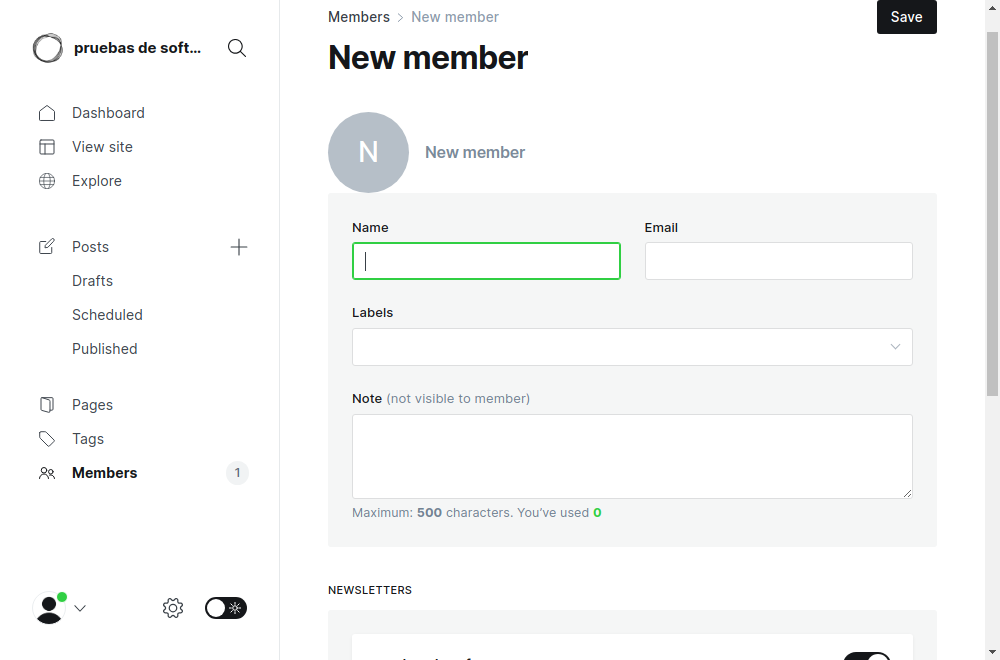 Members > New member
Save
pruebas de soft...
New member
Dashboard
View site
Explore
N
New member
Posts
Drafts
Scheduled
Published
Pages
Tags
Members 1
Name
Email
Labels
Note (not visible to member)
Maximum: 500 characters. You've used 0
NEWSLETTERS